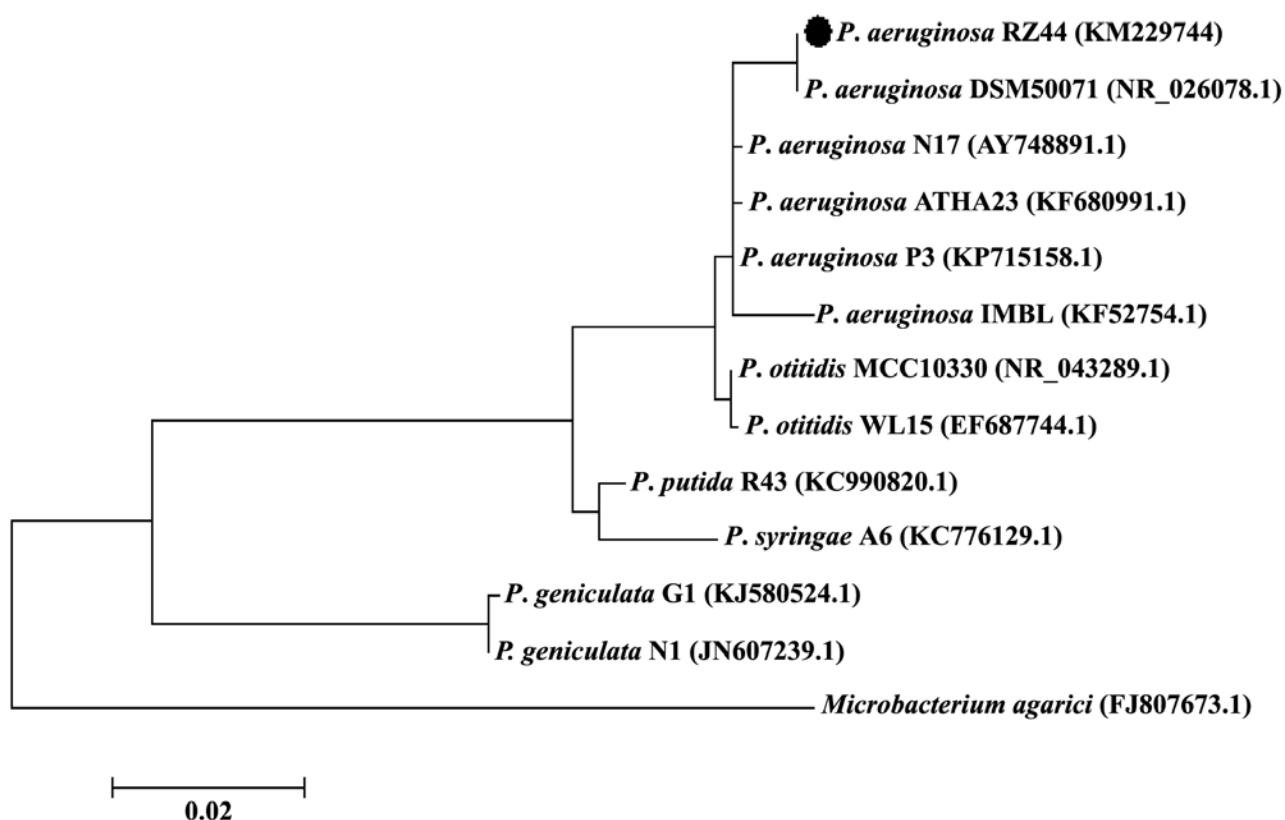 P. aeruginosa RZ44 (KM229744)
P. aeruginosa DSM50071 (NR_026078.1)
P. aeruginosa N17 (AY748891.1)
P. aeruginosa ATHA23 (KF680991.1)
P. aeruginosa P3 (KP715158.1)
P. aeruginosa IMBL (KF52754.1)
P. otitidis MCC10330 (NR_043289.1)
P. otitidis WL15 (EF687744.1)
P. putida R43 (KC990820.1)
P. syringae A6 (KC776129.1)
P. geniculata G1 (KJ580524.1)
P. geniculata N1 (JN607239.1)
Microbacterium agarici (FJ807673.1)
0.02